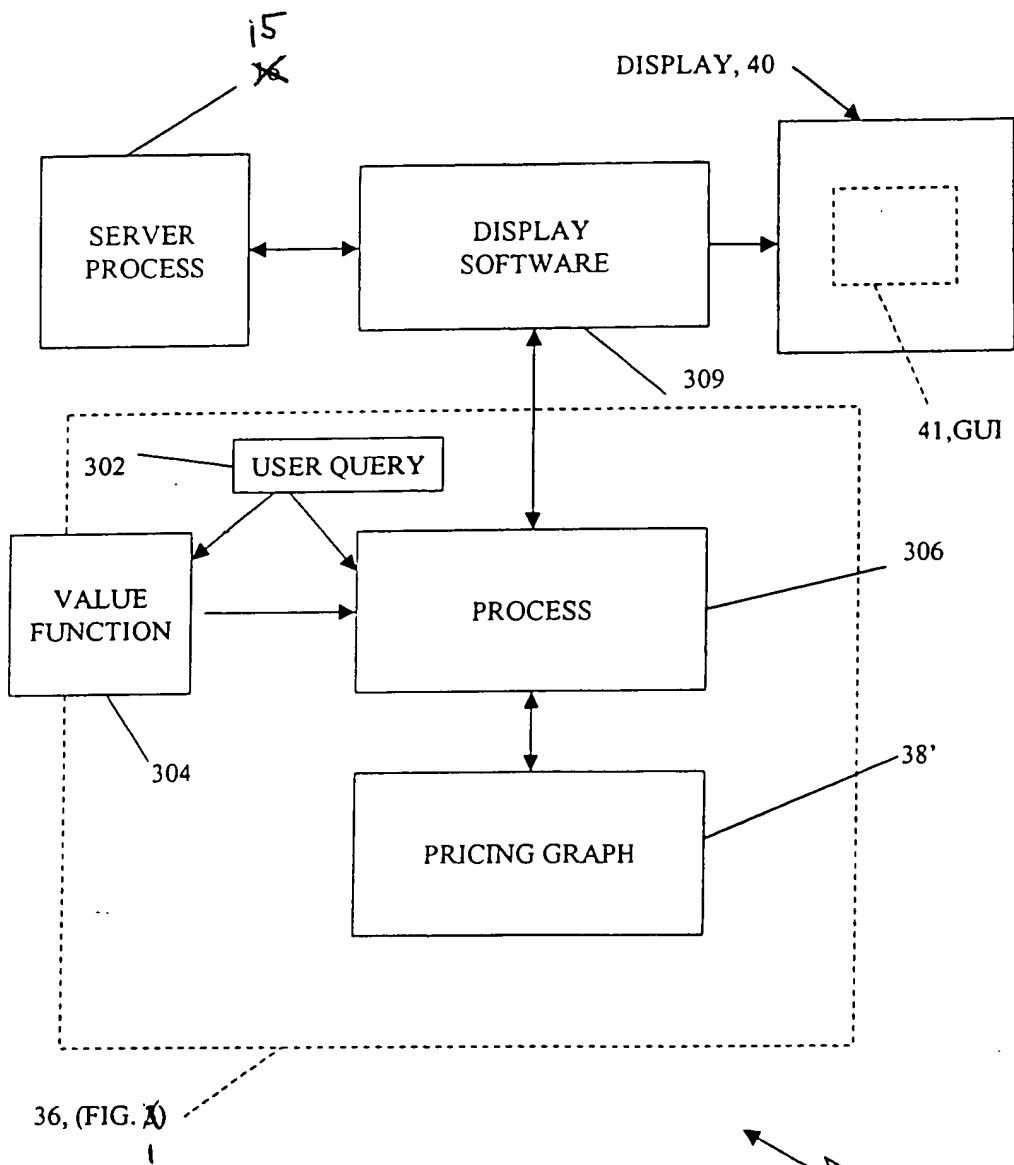 15
DISPLAY, 40
SERVER
PROCESS
DISPLAY
SOFTWARE
309
41,GUI
302
USER QUERY
306
VALUE
FUNCTION
PROCESS
304
38'
PRICING GRAPH
36, (FIG. )
1